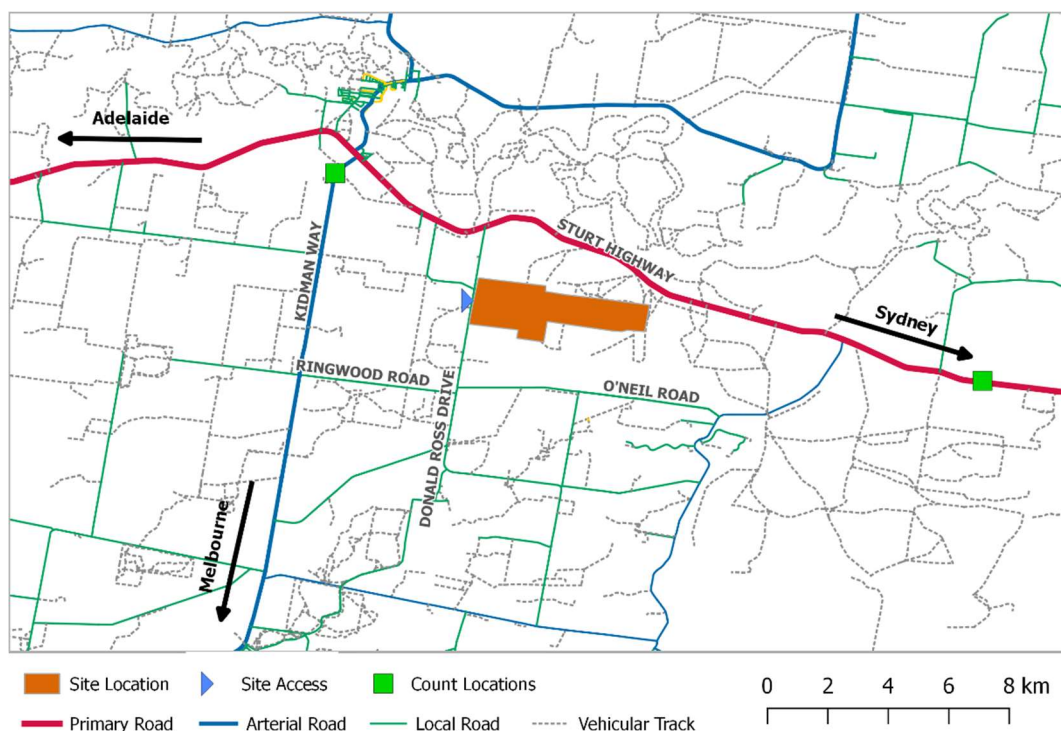 Adelaide
KIDMAN WAY
STURT HIGHWAY
Sydney
RINGWOOD ROAD
O'NEIL ROAD
DONALD ROSS DRIVE
Melbourne
Site Location Site Access Count Locations 0 2 4 6 8 km
Primary Road Arterial Road Local Road Vehicular Track